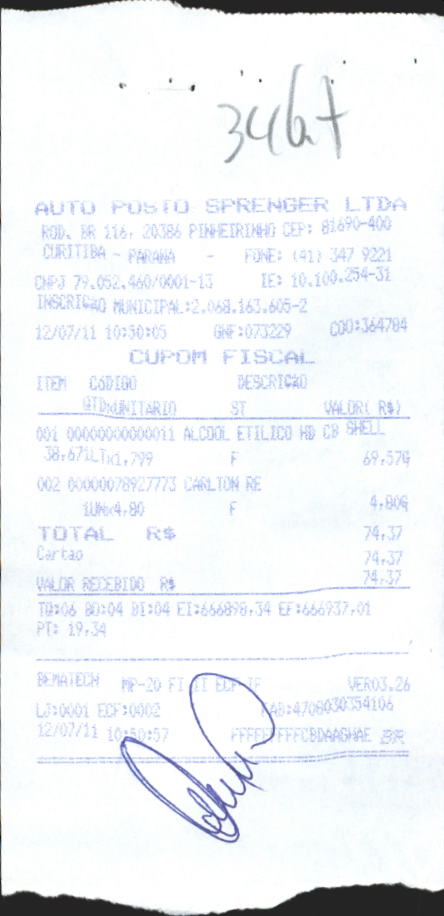 AUTO POSTO SPRENGER LTDA
ROD. BR 116, 20386 PINHEIRINHO CEP: 81690-400
CURITIBA - PARANA - FONE: (41) 347 9221
CNPJ 79.052.460/0001-13 IE: 10.100.254-31
INSCRIÇÃO MUNICIPAL:2.068.163.605-2
12/07/11 10:50:05 GNF:073229 COO:364784
CUPOM FISCAL
ITEM CÓDIGO DESCRIÇÃO
QTDxUNITARIO ST VALOR( R$)
001 00000000000011 ALCOOL ETILICO HD CB SHELL
38,671LTx1,799 F 69,57G
002 00000078927773 CARLTON RE
1UNx4,80 F 4,80G
TOTAL R$ 74,37
Cartao 74,37
VALOR RECEBIDO R$ 74,37
TQ:06 BO:04 BI:04 EI:666898,34 EF:666937,01
PT: 19,34
BEMATECH MP-20 FI II ECF-IF VER03.26
LJ:0001 ECF:0002 FAB:4708030354106
12/07/11 10:50:57 BR